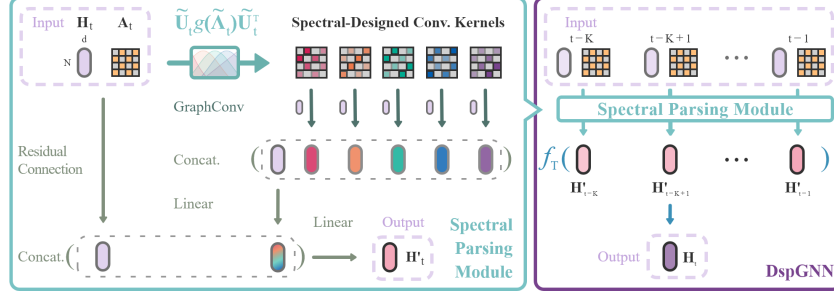 Input H_t A_t
d
N
Ũ_t g(Λ̃_t) Ũ_t^⊤
Spectral-Designed Conv. Kernels
GraphConv
Residual
Connection
Concat. ( )
Linear
Linear
Concat. ( )
Output
H'_t
Spectral
Parsing
Module
Input
t−K t−K+1 ... t−1
Spectral Parsing Module
f_T( ... )
H'_t−K H'_t−K+1 H'_t−1
Output H_t
DspGNN